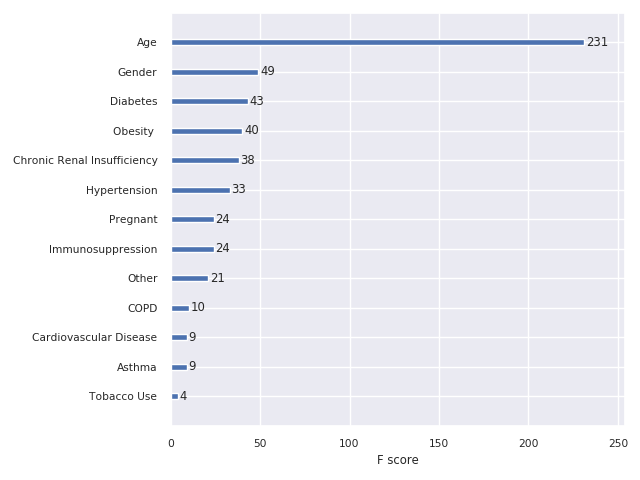 Age 231
Gender 49
Diabetes 43
Obesity 40
Chronic Renal Insufficiency 38
Hypertension 33
Pregnant 24
Immunosuppression 24
Other 21
COPD 10
Cardiovascular Disease 9
Asthma 9
Tobacco Use 4
0 50 100 150 200 250
F score